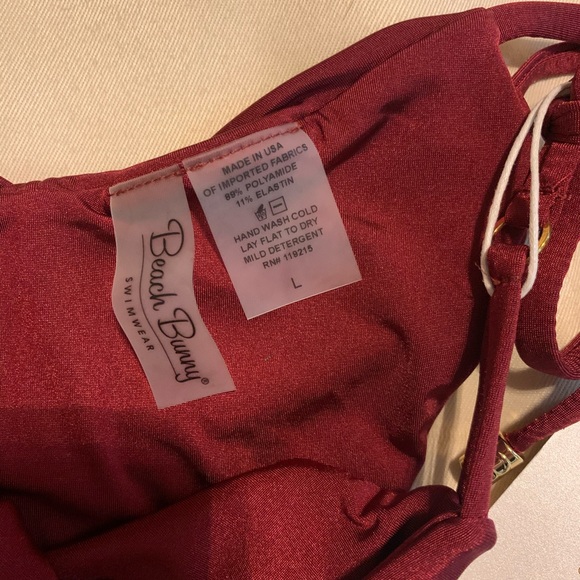 MADE IN USA
OF IMPORTED FABRICS
89% POLYAMIDE
11% ELASTIN
HAND WASH COLD
LAY FLAT TO DRY
MILD DETERGENT
RN# 119215
L
Beach Bunny®
SWIMWEAR